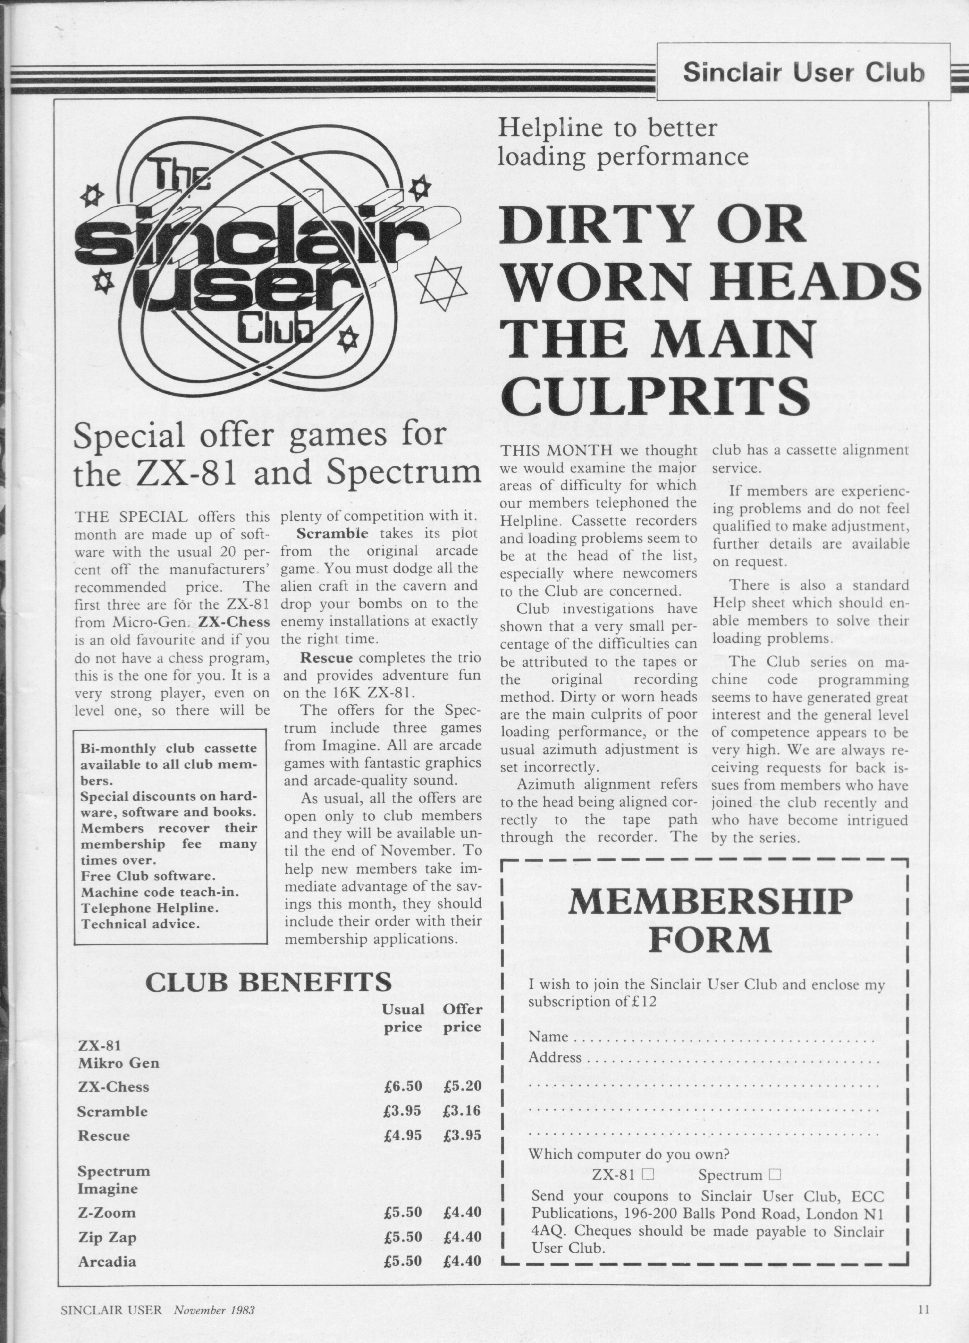 Sinclair User Club
The
sinclair
user
Club
Special offer games for
the ZX-81 and Spectrum
THE SPECIAL offers this
month are made up of soft-
ware with the usual 20 per-
cent off the manufacturers'
recommended price. The
first three are for the ZX-81
from Micro-Gen. ZX-Chess
is an old favourite and if you
do not have a chess program,
this is the one for you. It is a
very strong player, even on
level one, so there will be
plenty of competition with it.
Scramble takes its plot
from the original arcade
game. You must dodge all the
alien craft in the cavern and
drop your bombs on to the
enemy installations at exactly
the right time.
Rescue completes the trio
and provides adventure fun
on the 16K ZX-81.
The offers for the Spec-
trum include three games
from Imagine. All are arcade
games with fantastic graphics
and arcade-quality sound.
As usual, all the offers are
open only to club members
and they will be available un-
til the end of November. To
help new members take im-
mediate advantage of the sav-
ings this month, they should
include their order with their
membership applications.
Bi-monthly club cassette
available to all club mem-
bers.
Special discounts on hard-
ware, software and books.
Members recover their
membership fee many
times over.
Free Club software.
Machine code teach-in.
Telephone Helpline.
Technical advice.
CLUB BENEFITS
Usual Offer
price price
ZX-81
Mikro Gen
ZX-Chess £6.50 £5.20
Scramble £3.95 £3.16
Rescue £4.95 £3.95
Spectrum
Imagine
Z-Zoom £5.50 £4.40
Zip Zap £5.50 £4.40
Arcadia £5.50 £4.40
Helpline to better
loading performance
DIRTY OR
WORN HEADS
THE MAIN
CULPRITS
THIS MONTH we thought
we would examine the major
areas of difficulty for which
our members telephoned the
Helpline. Cassette recorders
and loading problems seem to
be at the head of the list,
especially where newcomers
to the Club are concerned.
Club investigations have
shown that a very small per-
centage of the difficulties can
be attributed to the tapes or
the original recording
method. Dirty or worn heads
are the main culprits of poor
loading performance, or the
usual azimuth adjustment is
set incorrectly.
Azimuth alignment refers
to the head being aligned cor-
rectly to the tape path
through the recorder. The
club has a cassette alignment
service.
If members are experienc-
ing problems and do not feel
qualified to make adjustment,
further details are available
on request.
There is also a standard
Help sheet which should en-
able members to solve their
loading problems.
The Club series on ma-
chine code programming
seems to have generated great
interest and the general level
of competence appears to be
very high. We are always re-
ceiving requests for back is-
sues from members who have
joined the club recently and
who have become intrigued
by the series.
MEMBERSHIP
FORM
I wish to join the Sinclair User Club and enclose my
subscription of £12
Name
Address
Which computer do you own?
ZX-81 □ Spectrum □
Send your coupons to Sinclair User Club, ECC
Publications, 196-200 Balls Pond Road, London N1
4AQ. Cheques should be made payable to Sinclair
User Club.
SINCLAIR USER November 1983 11